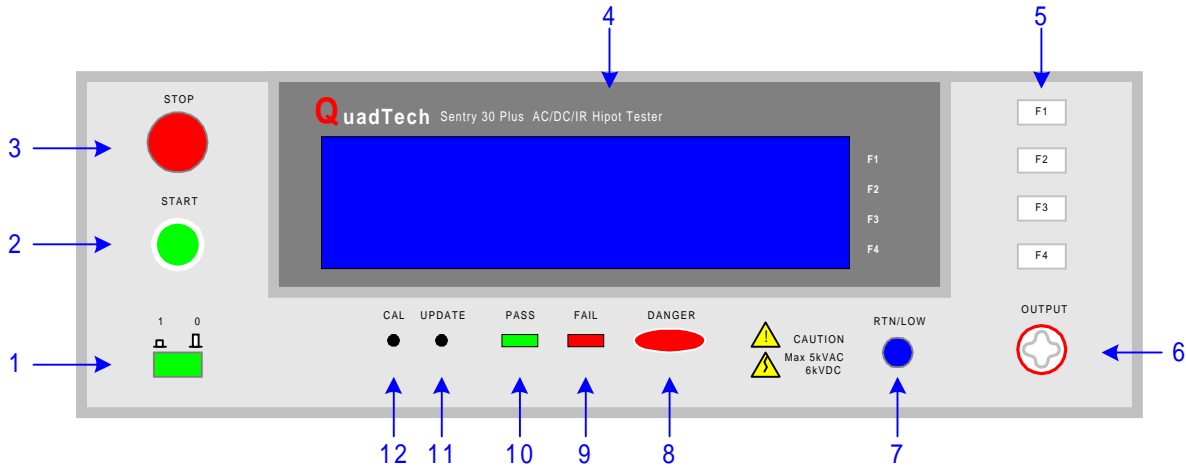 4
5
STOP
QuadTech Sentry 30 Plus AC/DC/IR Hipot Tester
F1
3
F1
F2
F2
START
F3
F3
2
F4
F4
1 0
CAL UPDATE PASS FAIL DANGER
RTN/LOW
OUTPUT
! CAUTION
Max 5kVAC
6kVDC
1
6
12 11 10 9 8 7